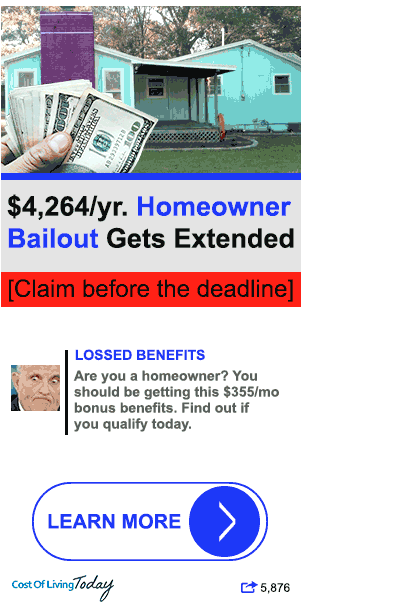 $4,264/yr. Homeowner
Bailout Gets Extended
[Claim before the deadline]
LOSSED BENEFITS
Are you a homeowner? You
should be getting this $355/mo
bonus benefits. Find out if
you qualify today.
LEARN MORE
Cost Of Living Today
5,876